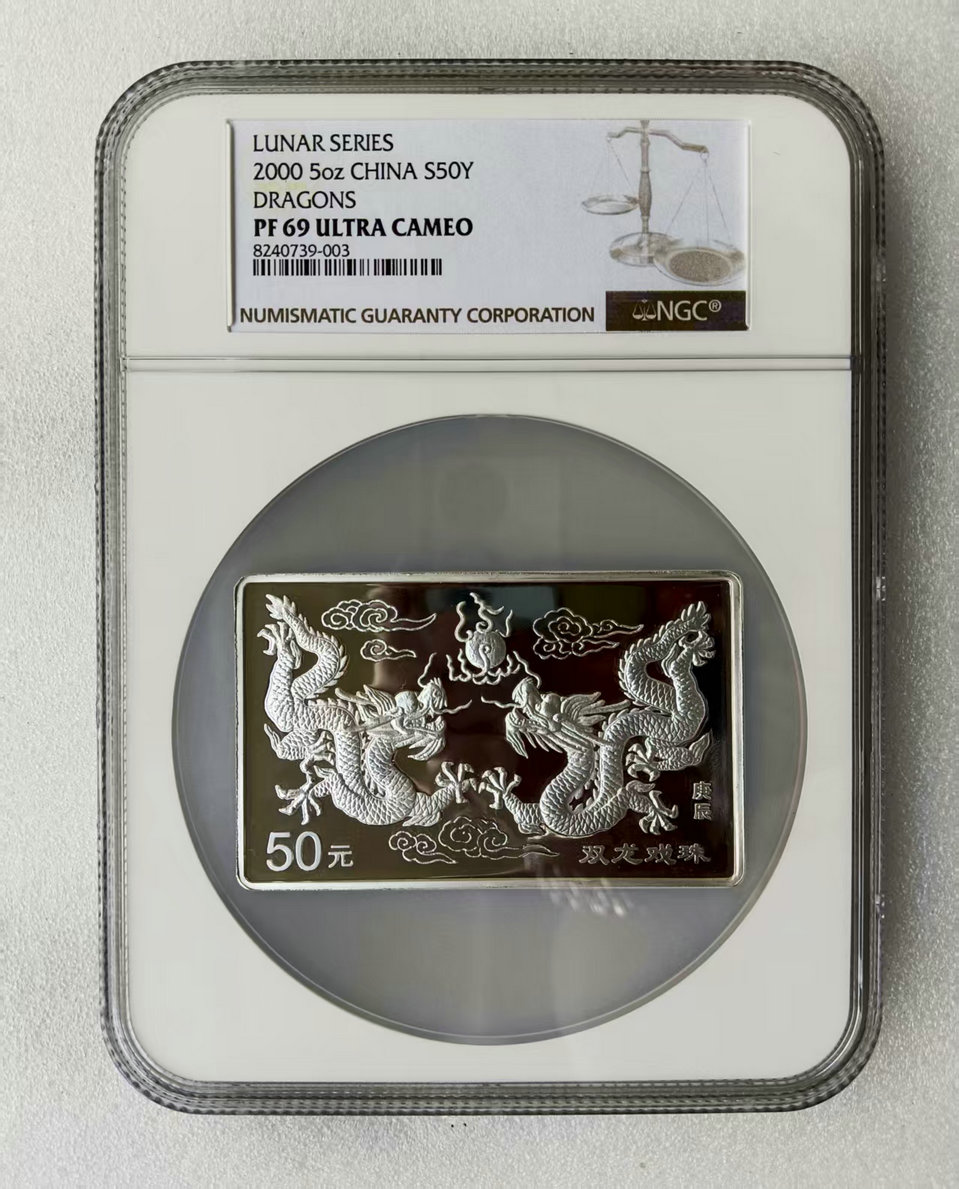 LUNAR SERIES
2000 5oz CHINA S50Y
DRAGONS
PF 69 ULTRA CAMEO
8240739-003
NUMISMATIC GUARANTY CORPORATION
NGC®
庚辰
50元
双龙戏珠